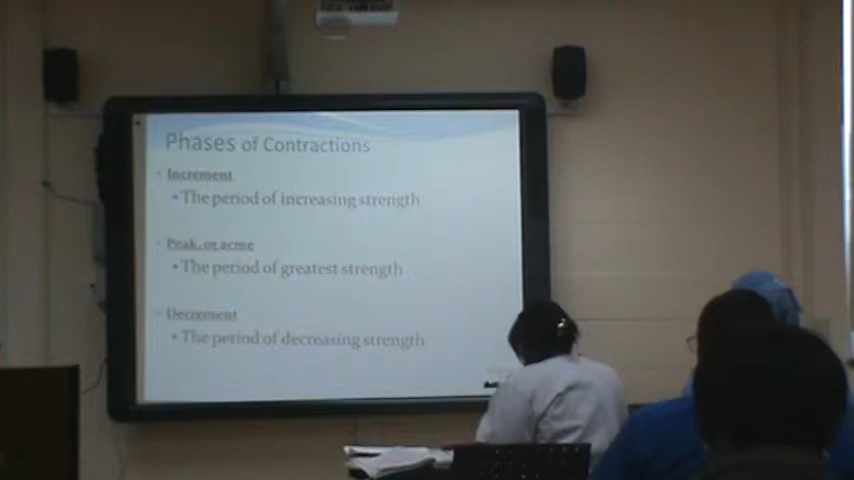 Phases of Contractions
• Increment
• The period of increasing strength
• Peak, or acme
• The period of greatest strength
• Decrement
• The period of decreasing strength